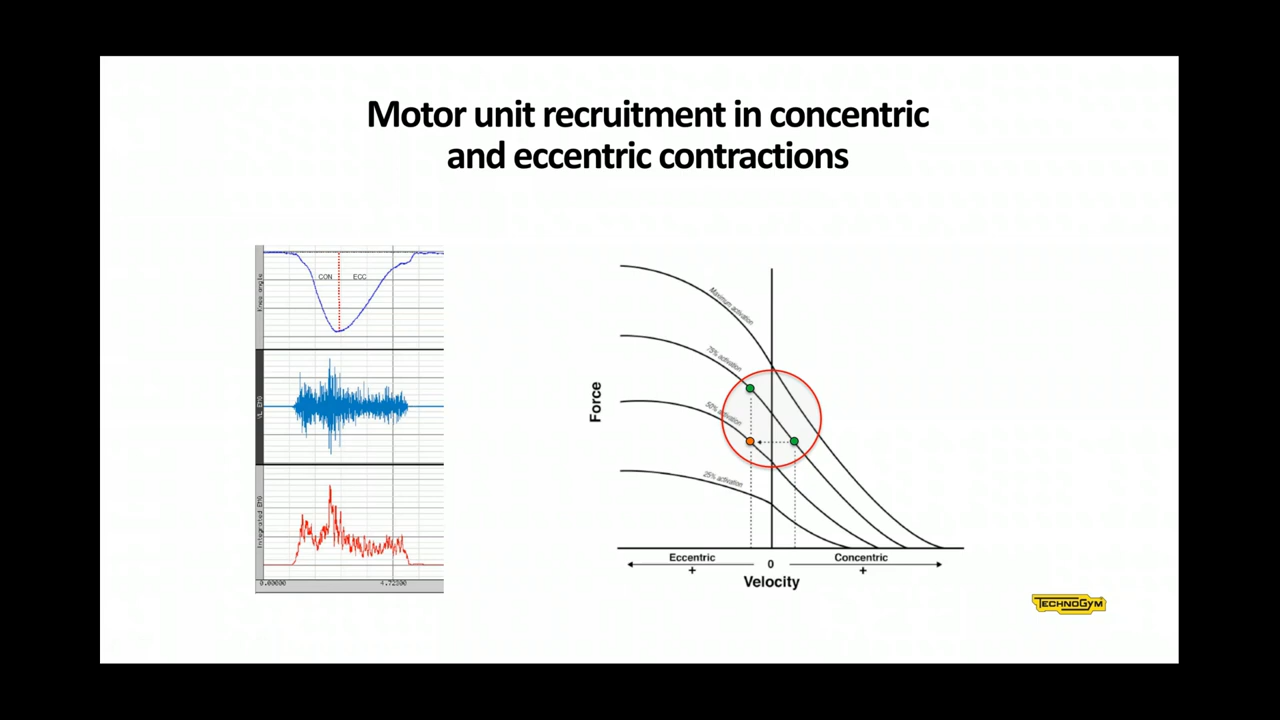 Motor unit recruitment in concentric
and eccentric contractions
CON
ECC
Knee angle
VL EMG
Integrated EMG
0.00000
4.72300
Force
Maximum activation
75% activation
50% activation
25% activation
Eccentric
0
Concentric
+
+
Velocity
TECHNOGYM